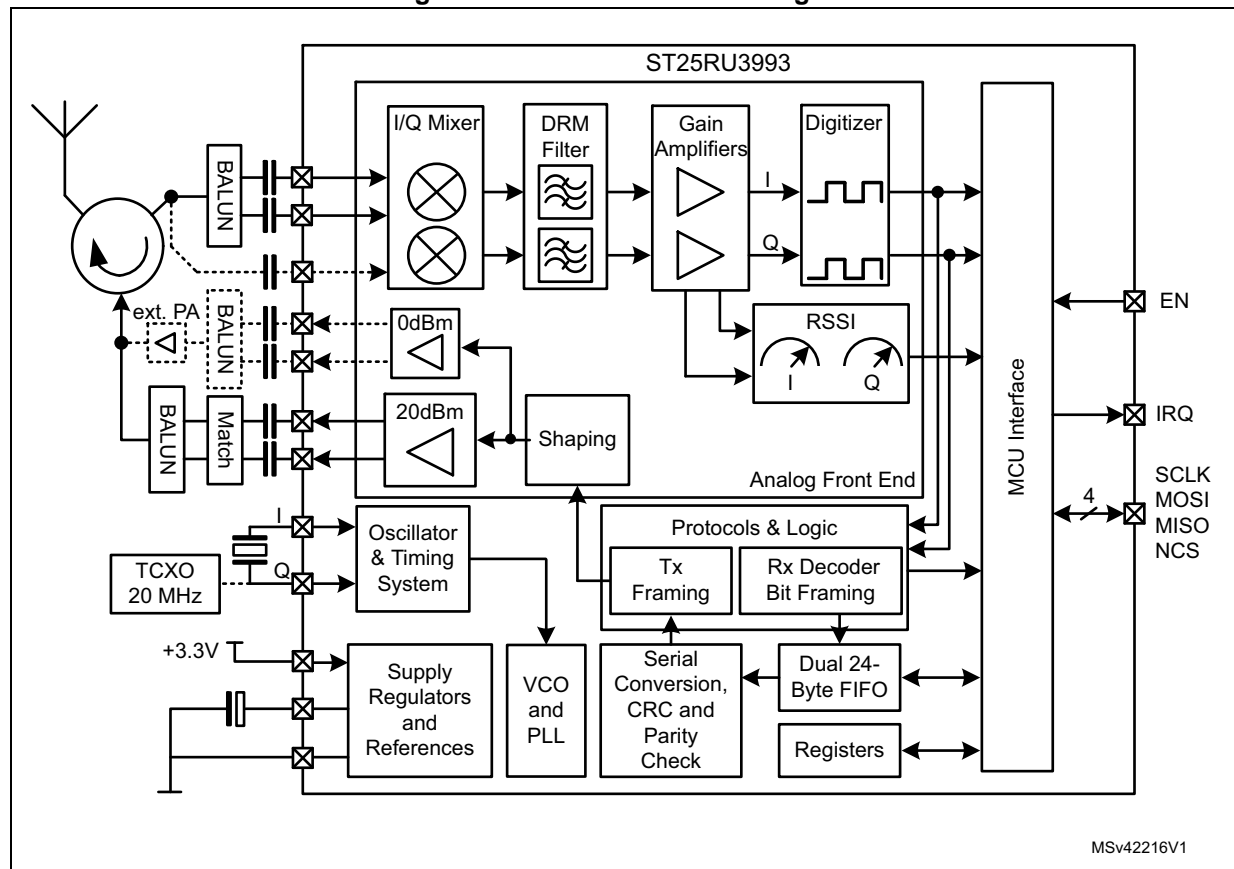 ST25RU3993
I/Q Mixer
DRM
Filter
Gain
Amplifiers
Digitizer
I
Q
BALUN
ext. PA
BALUN
0dBm
RSSI
I
Q
EN
BALUN
Match
20dBm
Shaping
Analog Front End
MCU Interface
IRQ
4
SCLK
MOSI
MISO
NCS
I
Q
TCXO
20 MHz
Oscillator
& Timing
System
Protocols & Logic
Tx
Framing
Rx Decoder
Bit Framing
+3.3V
Supply
Regulators
and
References
VCO
and
PLL
Serial
Conversion,
CRC and
Parity
Check
Dual 24-
Byte FIFO
Registers
MSv42216V1